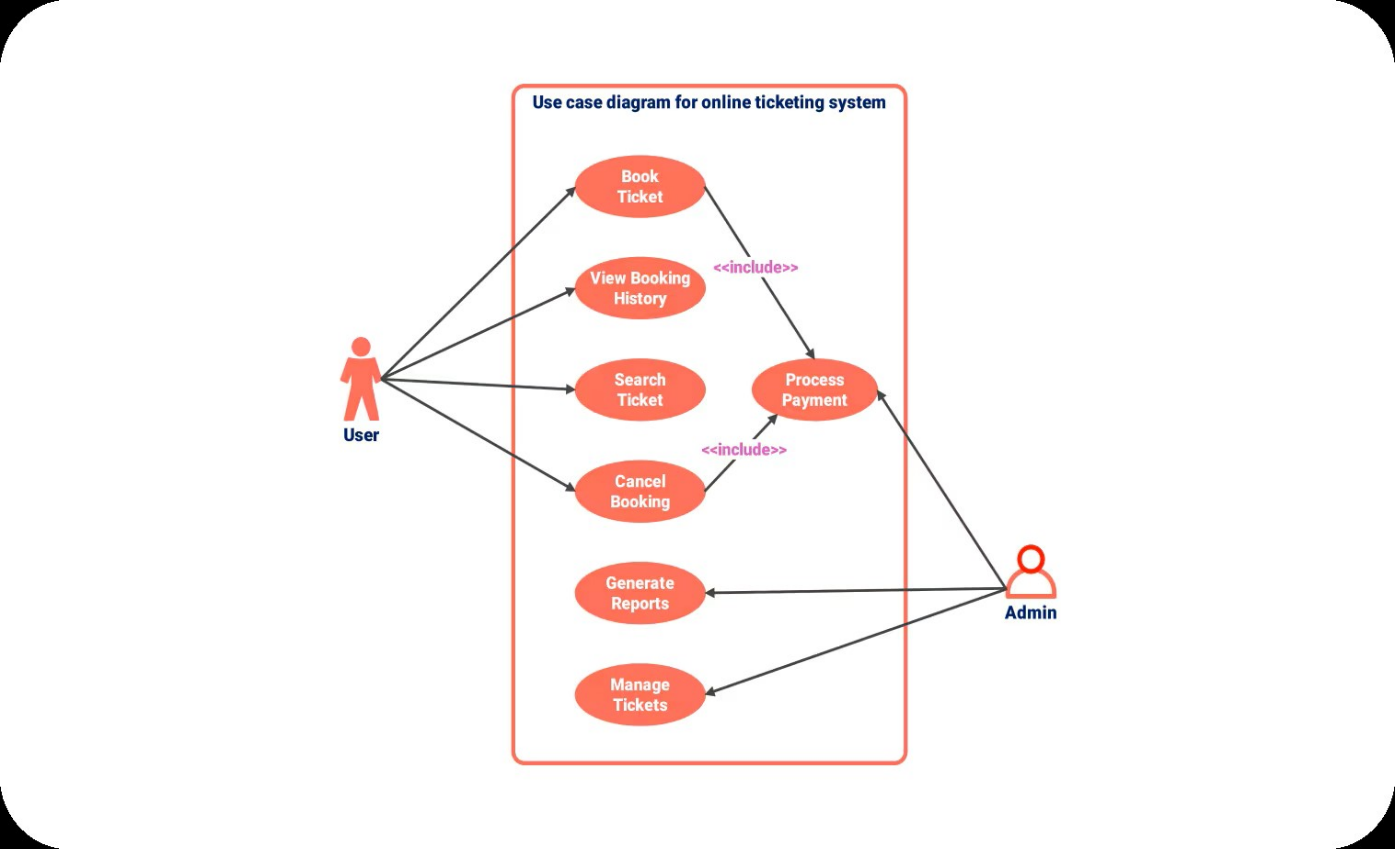 Use case diagram for online ticketing system
Book
Ticket
<<include>>
View Booking
History
Search
Ticket
Process
Payment
User
<<include>>
Cancel
Booking
Generate
Reports
Admin
Manage
Tickets